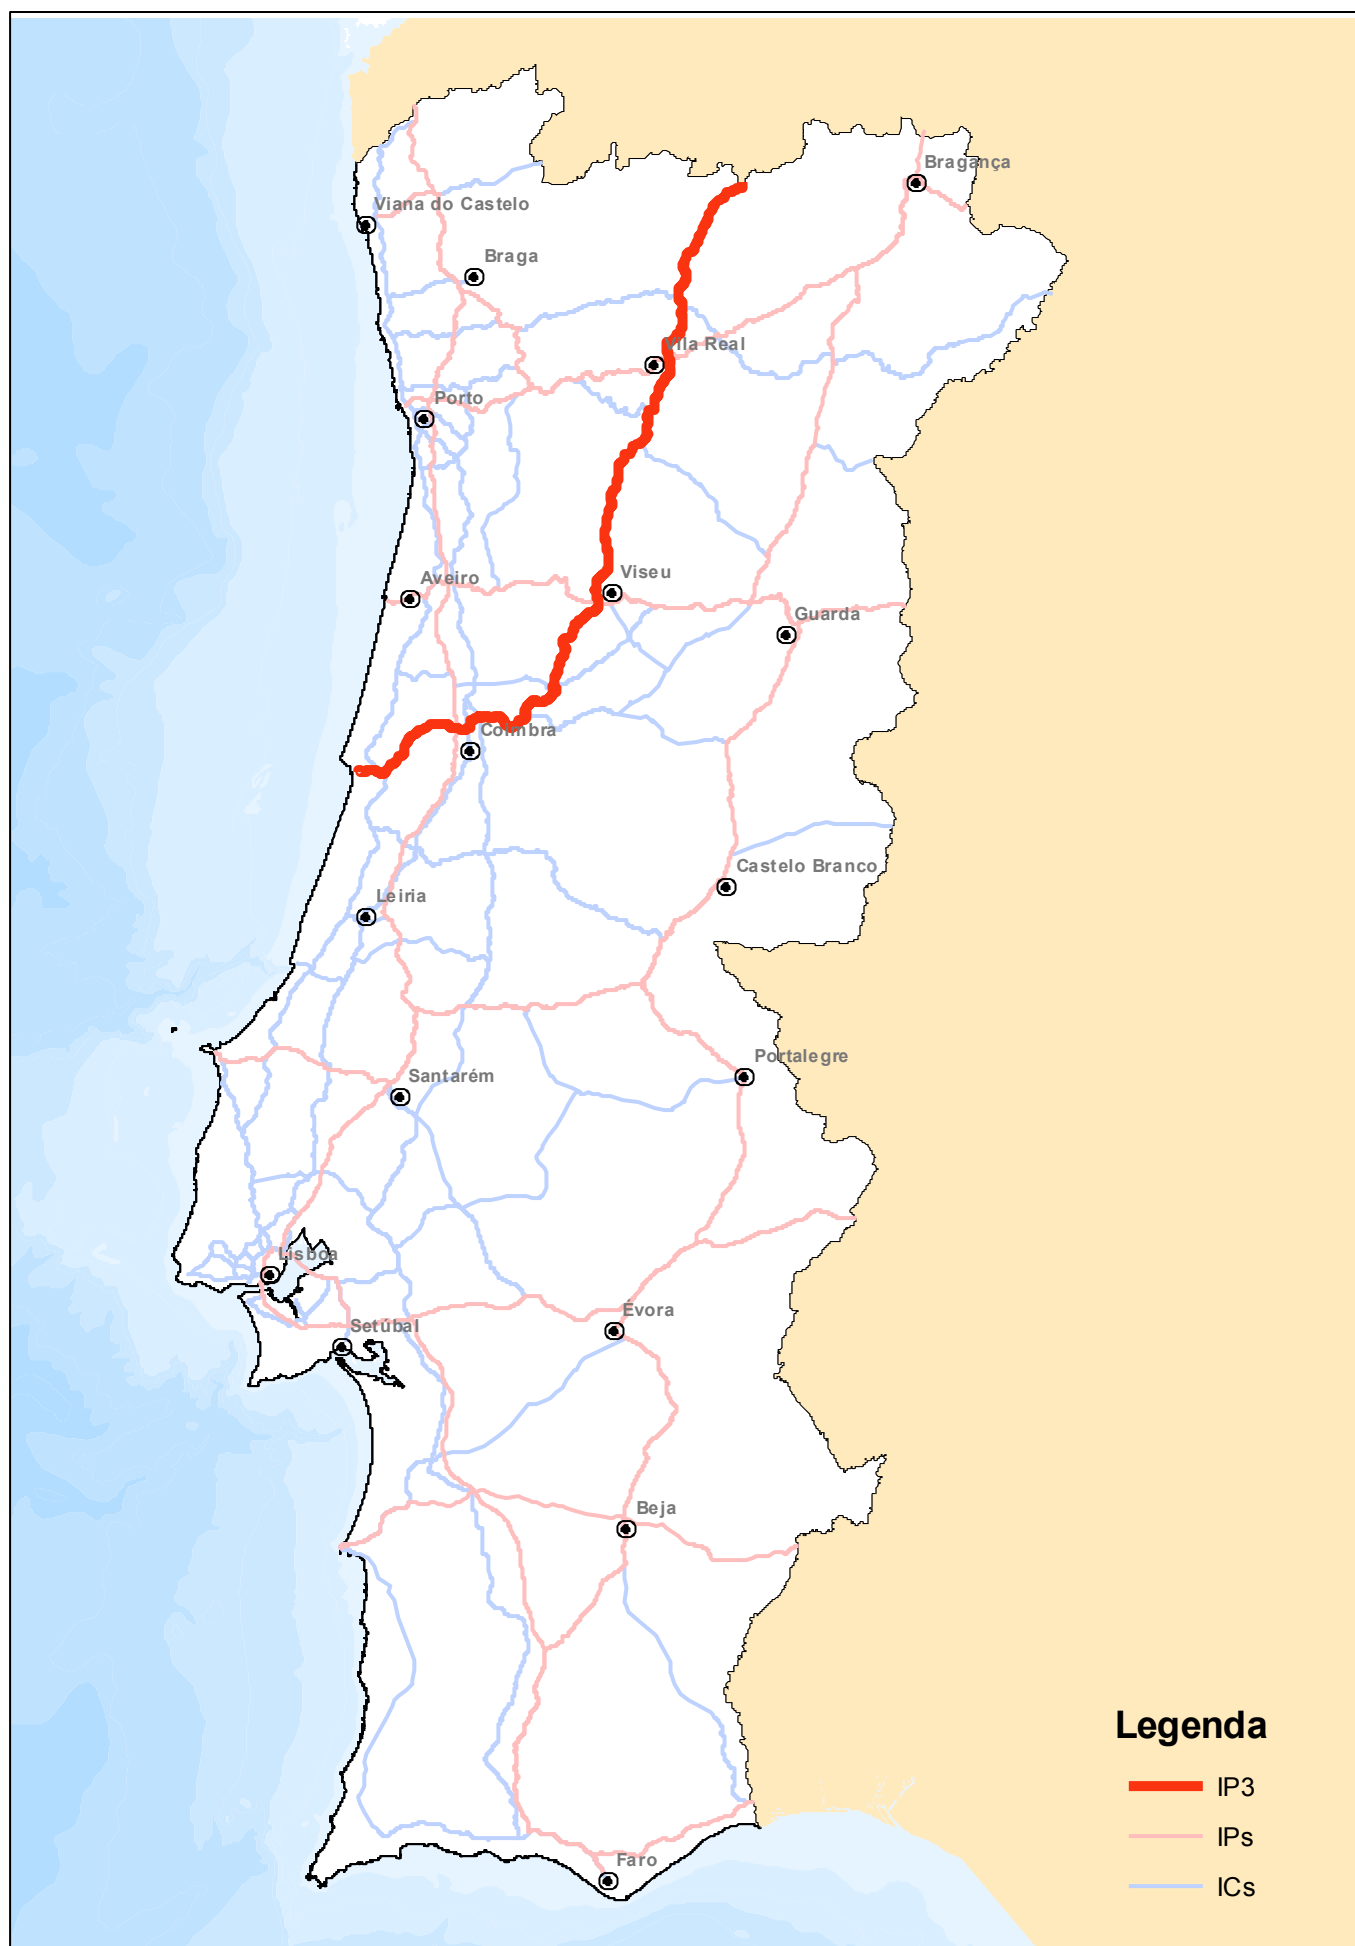 Bragança
Viana do Castelo
Braga
Vila Real
Porto
Aveiro
Viseu
Guarda
Coimbra
Castelo Branco
Leiria
Portalegre
Santarém
Lisboa
Évora
Setúbal
Beja
Legenda
IP3
IPs
Faro
ICs